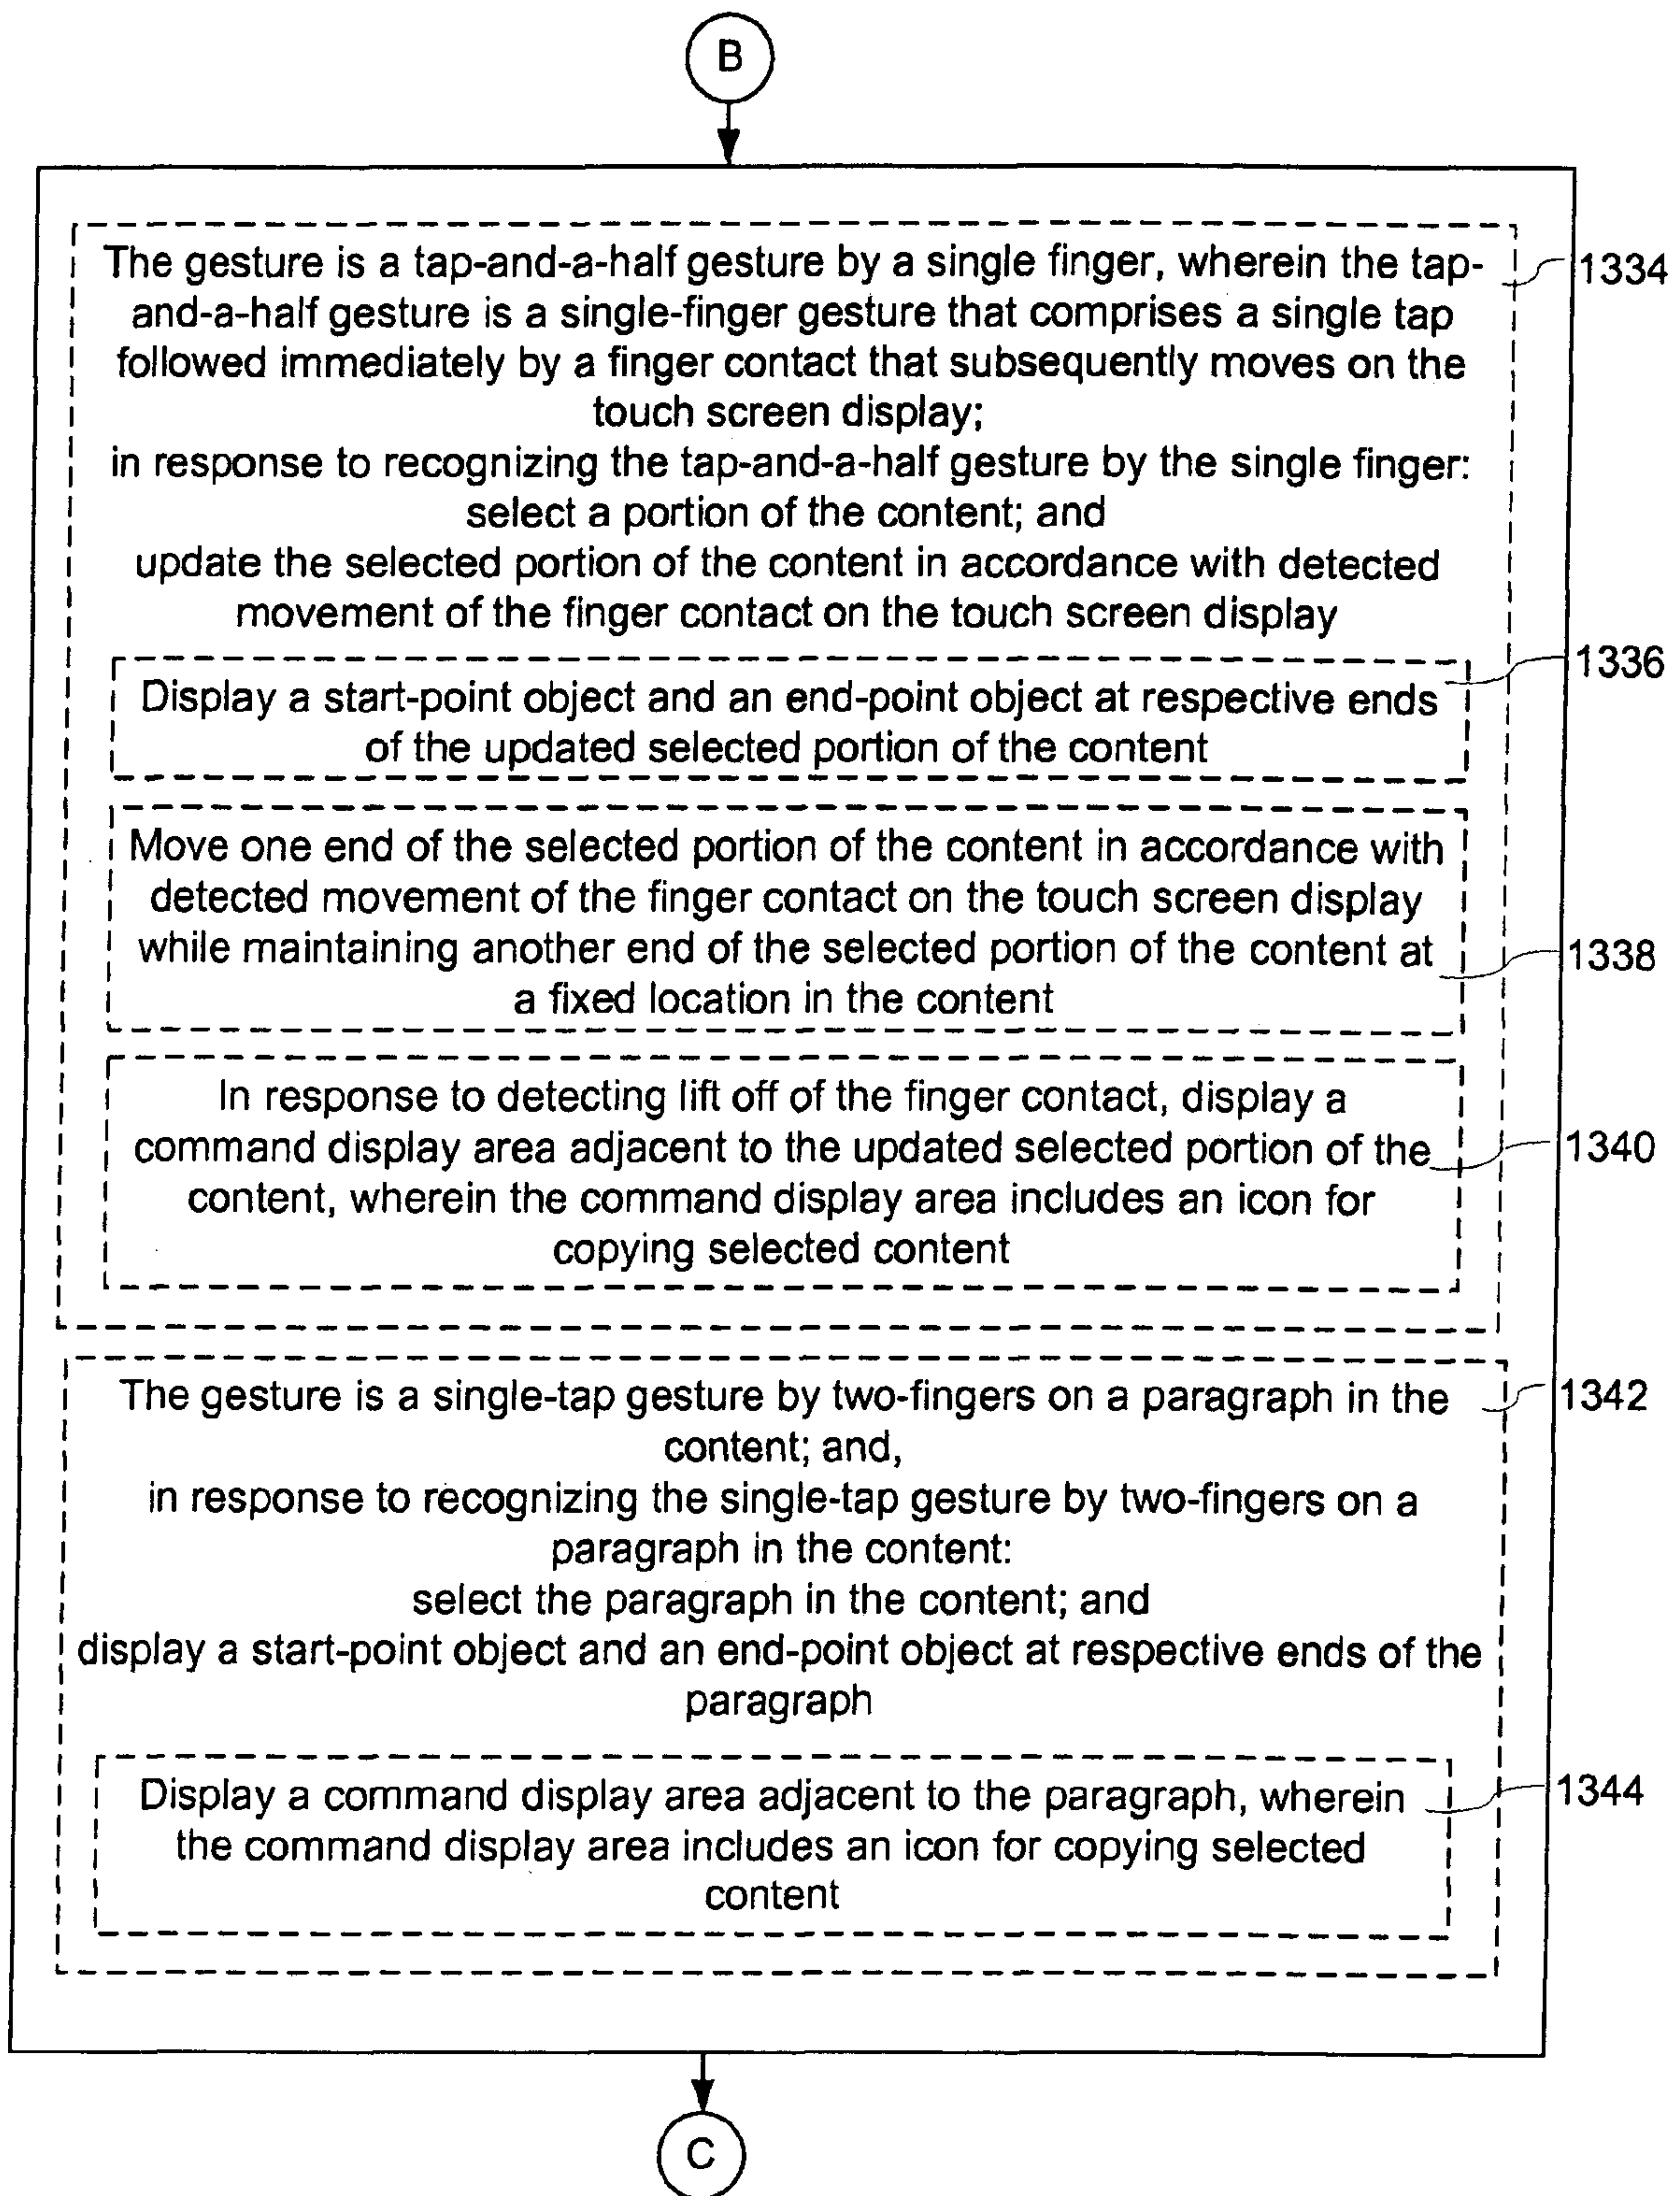 B
The gesture is a tap-and-a-half gesture by a single finger, wherein the tap-
1334
and-a-half gesture is a single-finger gesture that comprises a single tap
followed immediately by a finger contact that subsequently moves on the
touch screen display;
in response to recognizing the tap-and-a-half gesture by the single finger:
select a portion of the content; and
update the selected portion of the content in accordance with detected
movement of the finger contact on the touch screen display
1336
Display a start-point object and an end-point object at respective ends
of the updated selected portion of the content
Move one end of the selected portion of the content in accordance with
detected movement of the finger contact on the touch screen display
while maintaining another end of the selected portion of the content at
1338
a fixed location in the content
In response to detecting lift off of the finger contact, display a
command display area adjacent to the updated selected portion of the
1340
content, wherein the command display area includes an icon for
copying selected content
The gesture is a single-tap gesture by two-fingers on a paragraph in the
1342
content; and,
in response to recognizing the single-tap gesture by two-fingers on a
paragraph in the content:
select the paragraph in the content; and
display a start-point object and an end-point object at respective ends of the
paragraph
Display a command display area adjacent to the paragraph, wherein
1344
the command display area includes an icon for copying selected
content
C